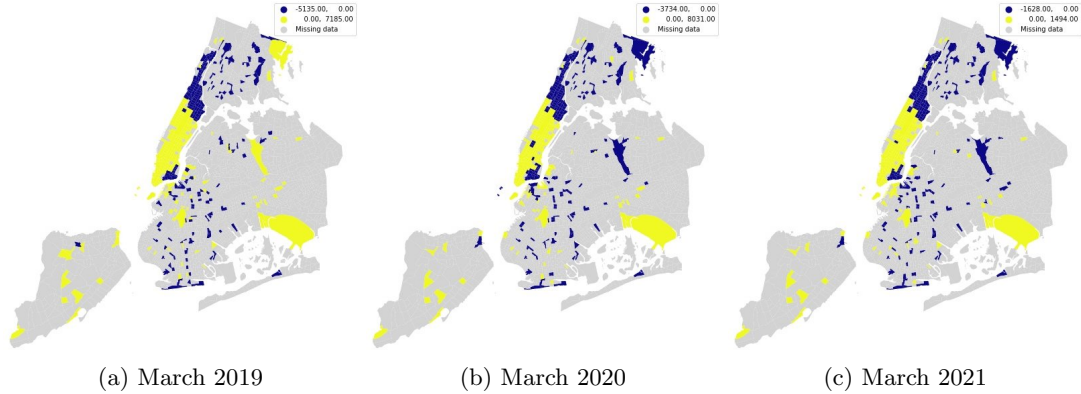 -5135.00, 0.00
0.00, 7185.00
Missing data
-3734.00, 0.00
0.00, 8031.00
Missing data
-1628.00, 0.00
0.00, 1494.00
Missing data
(a) March 2019
(b) March 2020
(c) March 2021